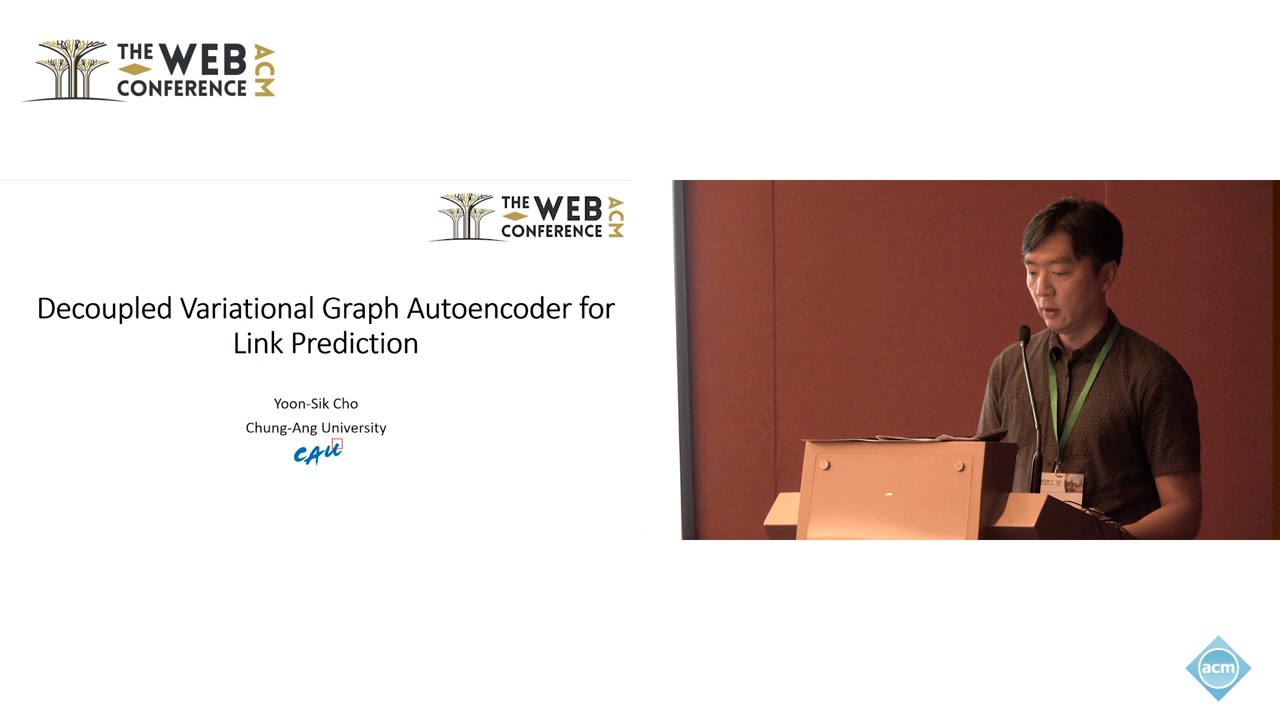 THE WEB
CONFERENCE
ACM
THE WEB
CONFERENCE
ACM
Decoupled Variational Graph Autoencoder for
Link Prediction
Yoon-Sik Cho
Chung-Ang University
CAU
acm